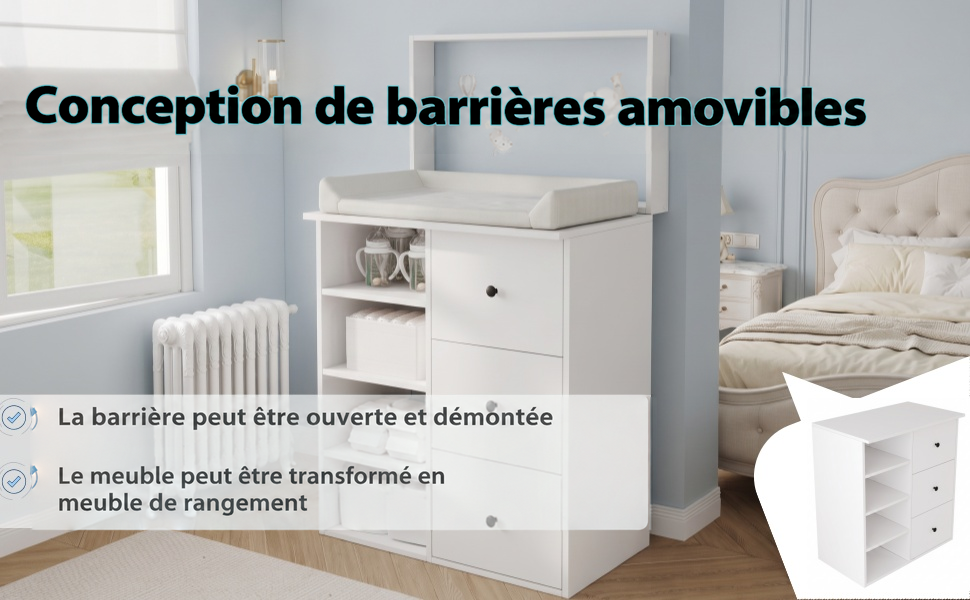 Conception de barrières amovibles
La barrière peut être ouverte et démontée
Le meuble peut être transformé en
meuble de rangement